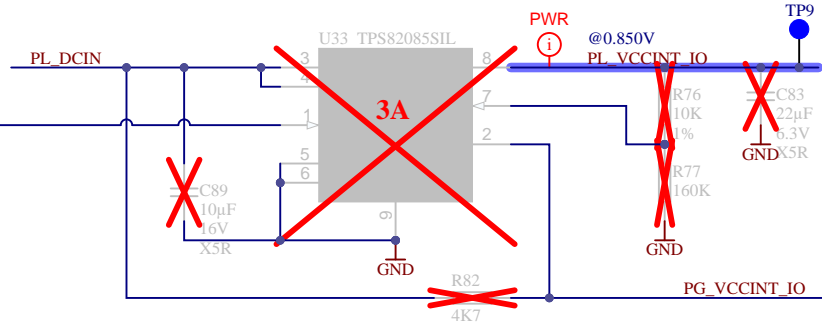 TP9
PWR
i
U33 TPS82085SIL
@0.850V
PL_DCIN
PL_VCCINT_IO
3
8
4
3A
R76
10K
1%
C83
22µF
6.3V
X5R
7
1
2
GND
5
6
R77
160K
C89
10µF
16V
X5R
9
GND
GND
R82
4K7
PG_VCCINT_IO